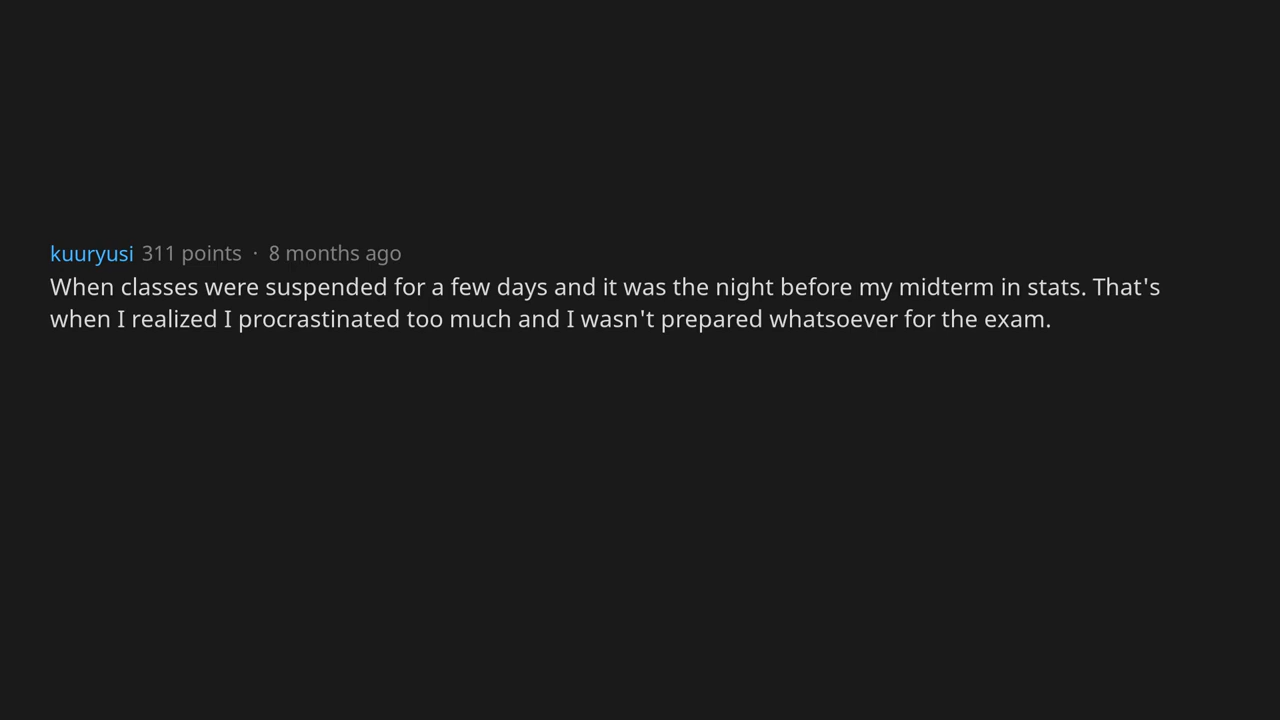 kuuryusi 311 points · 8 months ago
When classes were suspended for a few days and it was the night before my midterm in stats. That's
when I realized I procrastinated too much and I wasn't prepared whatsoever for the exam.